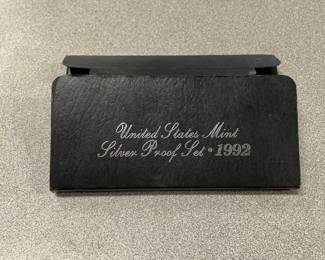 United States Mint
Silver Proof Set • 1992